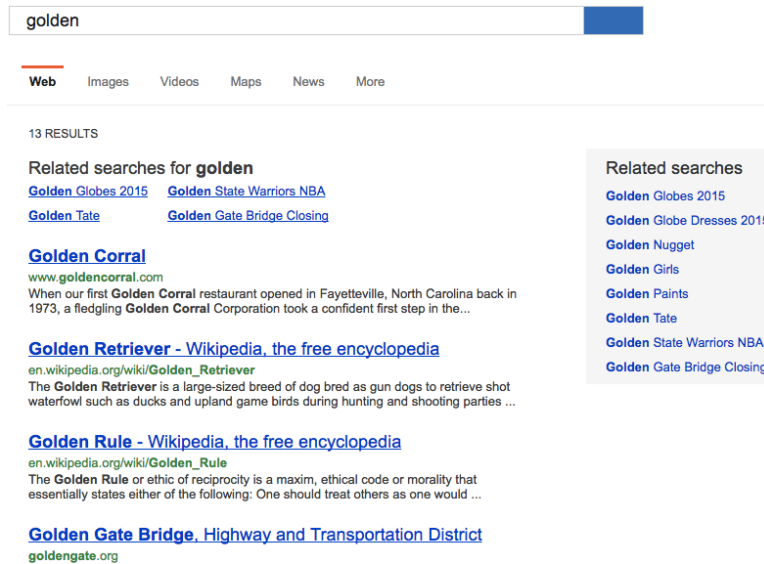 golden
Web Images Videos Maps News More
13 RESULTS
Related searches for golden
Golden Globes 2015 Golden State Warriors NBA
Golden Tate Golden Gate Bridge Closing
Golden Corral
www.goldencorral.com
When our first Golden Corral restaurant opened in Fayetteville, North Carolina back in
1973, a fledgling Golden Corral Corporation took a confident first step in the...
Golden Retriever - Wikipedia, the free encyclopedia
en.wikipedia.org/wiki/Golden_Retriever
The Golden Retriever is a large-sized breed of dog bred as gun dogs to retrieve shot
waterfowl such as ducks and upland game birds during hunting and shooting parties ...
Golden Rule - Wikipedia, the free encyclopedia
en.wikipedia.org/wiki/Golden_Rule
The Golden Rule or ethic of reciprocity is a maxim, ethical code or morality that
essentially states either of the following: One should treat others as one would ...
Golden Gate Bridge, Highway and Transportation District
goldengate.org
Related searches
Golden Globes 2015
Golden Globe Dresses 2015
Golden Nugget
Golden Girls
Golden Paints
Golden Tate
Golden State Warriors NBA
Golden Gate Bridge Closing